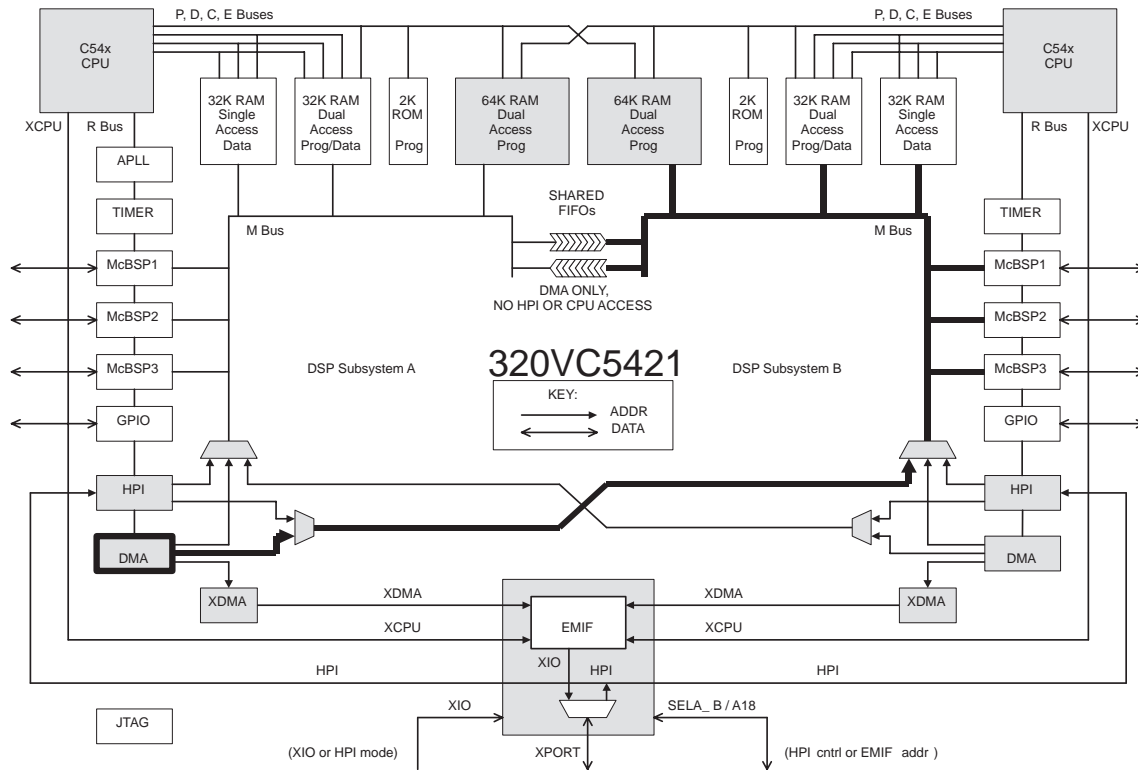 P, D, C, E Buses
P, D, C, E Buses
C54x
CPU
C54x
CPU
32K RAM
Single
Access
Data
32K RAM
Dual
Access
Prog/Data
2K
ROM
Prog
64K RAM
Dual
Access
Prog
64K RAM
Dual
Access
Prog
2K
ROM
Prog
32K RAM
Dual
Access
Prog/Data
32K RAM
Single
Access
Data
XCPU
R Bus
R Bus
XCPU
APLL
TIMER
SHARED
FIFOs
TIMER
M Bus
M Bus
McBSP1
McBSP1
DMA ONLY,
NO HPI OR CPU ACCESS
McBSP2
McBSP2
McBSP3
DSP Subsystem A
320VC5421
DSP Subsystem B
McBSP3
KEY:
ADDR
DATA
GPIO
GPIO
HPI
HPI
DMA
DMA
XDMA
XDMA
XDMA
XDMA
EMIF
XCPU
XCPU
XIO
HPI
HPI
HPI
JTAG
XIO
SELA_ B / A18
(XIO or HPI mode)
XPORT
(HPI cntrl or EMIF addr )